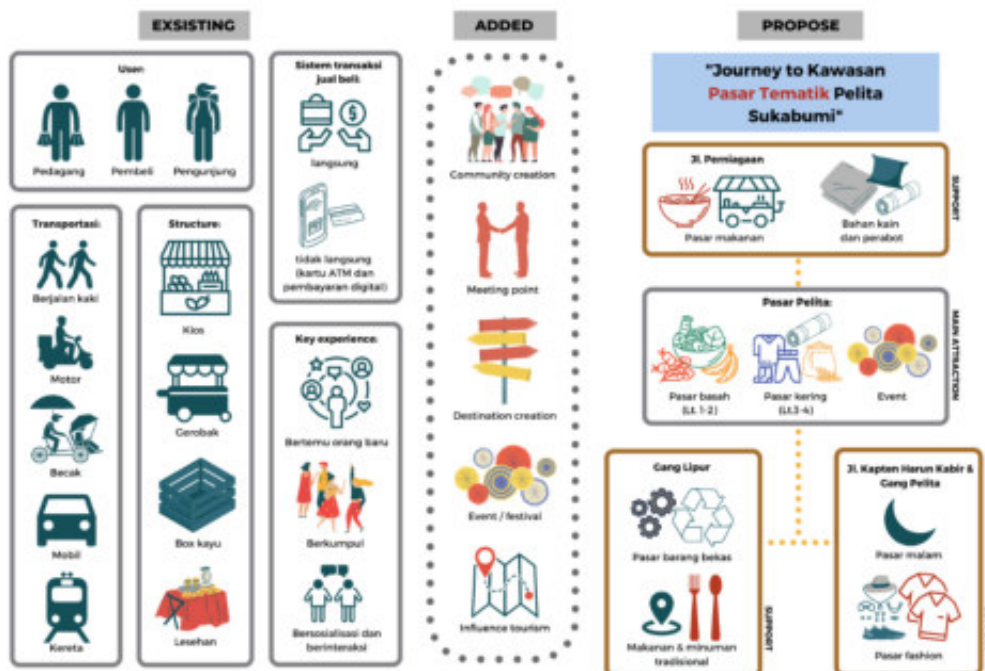 EXSISTING
User:
Pedagang
Pembeli
Pengunjung
Transportasi:
Berjalan kaki
Motor
Becak
Mobil
Kereta
Structure:
Kios
Gerobak
Box kayu
Lesehan
Sistem transaksi
jual beli:
langsung
tidak langsung
(kartu ATM dan
pembayaran digital)
Key experience:
Bertemu orang baru
Berkumpul
Bersosialisasi dan
berinteraksi
ADDED
Community creation
Meeting point
Destination creation
Event / festival
Influence tourism
PROPOSE
"Journey to Kawasan
Pasar Tematik Pelita
Sukabumi"
Jl. Perniagaan
Pasar makanan
Bahan kain
dan perabot
SUPPORT
Pasar Pelita:
Pasar basah
(Lt. 1-2)
Pasar kering
(Lt.3-4)
Event
MAIN ATTRACTION
Gang Lipur
Pasar barang bekas
Makanan & minuman
tradisional
SUPPORT
Jl. Kapten Harun Kabir &
Gang Pelita
Pasar malam
Pasar fashion